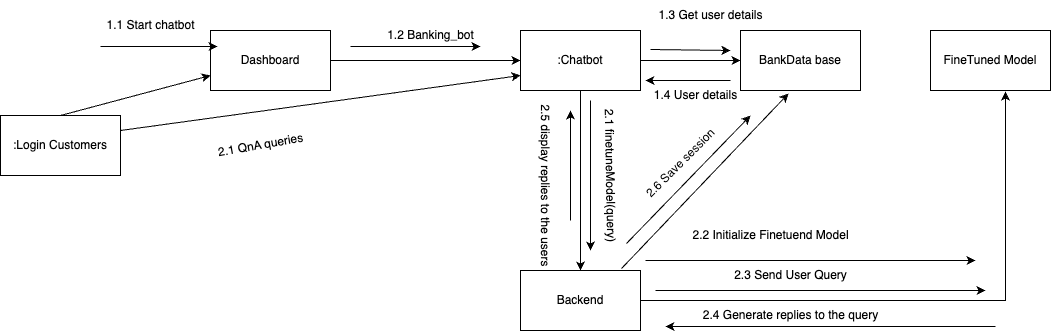 1.1 Start chatbot
1.2 Banking_bot
1.3 Get user details
Dashboard
:Chatbot
BankData base
FineTuned Model
1.4 User details
:Login Customers
2.1 QnA queries
2.5 display replies to the users
2.1 finetuneModel(query)
2.6 Save session
2.2 Initialize Finetuend Model
2.3 Send User Query
Backend
2.4 Generate replies to the query